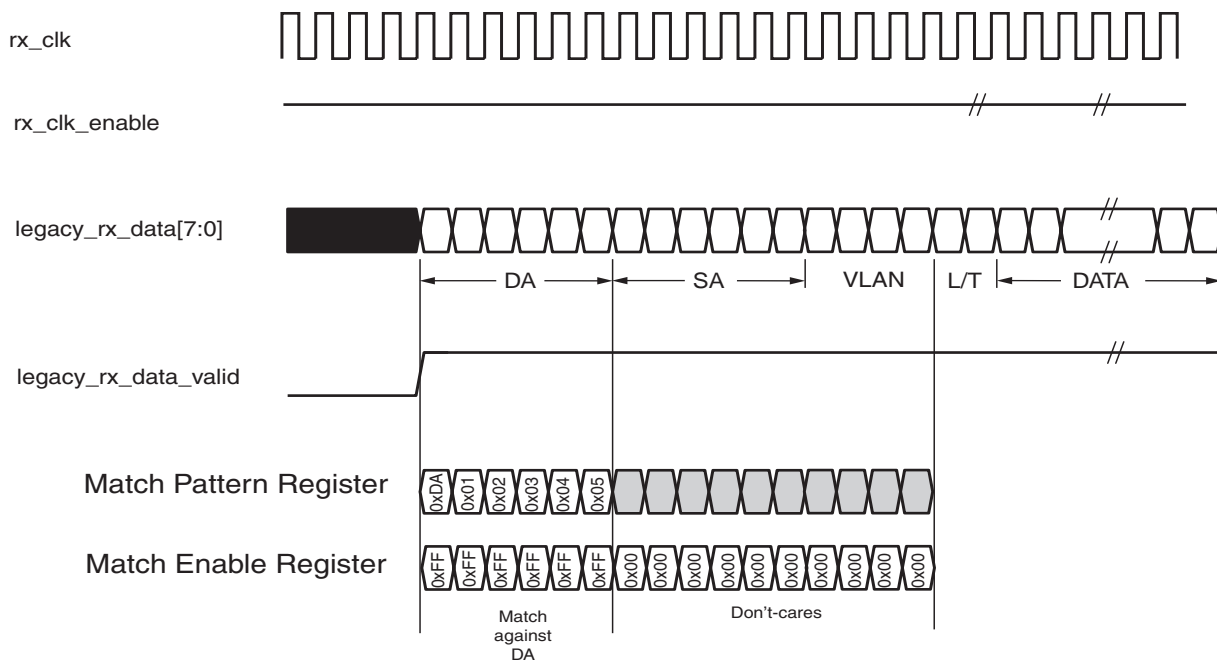 rx_clk
rx_clk_enable
legacy_rx_data[7:0]
DA
SA
VLAN
L/T
DATA
legacy_rx_data_valid
Match Pattern Register
0xDA
0x01
0x02
0x03
0x04
0x05
Match Enable Register
0xFF
0xFF
0xFF
0xFF
0xFF
0xFF
0x00
0x00
0x00
0x00
0x00
0x00
0x00
0x00
0x00
0x00
Match
against
DA
Don't-cares